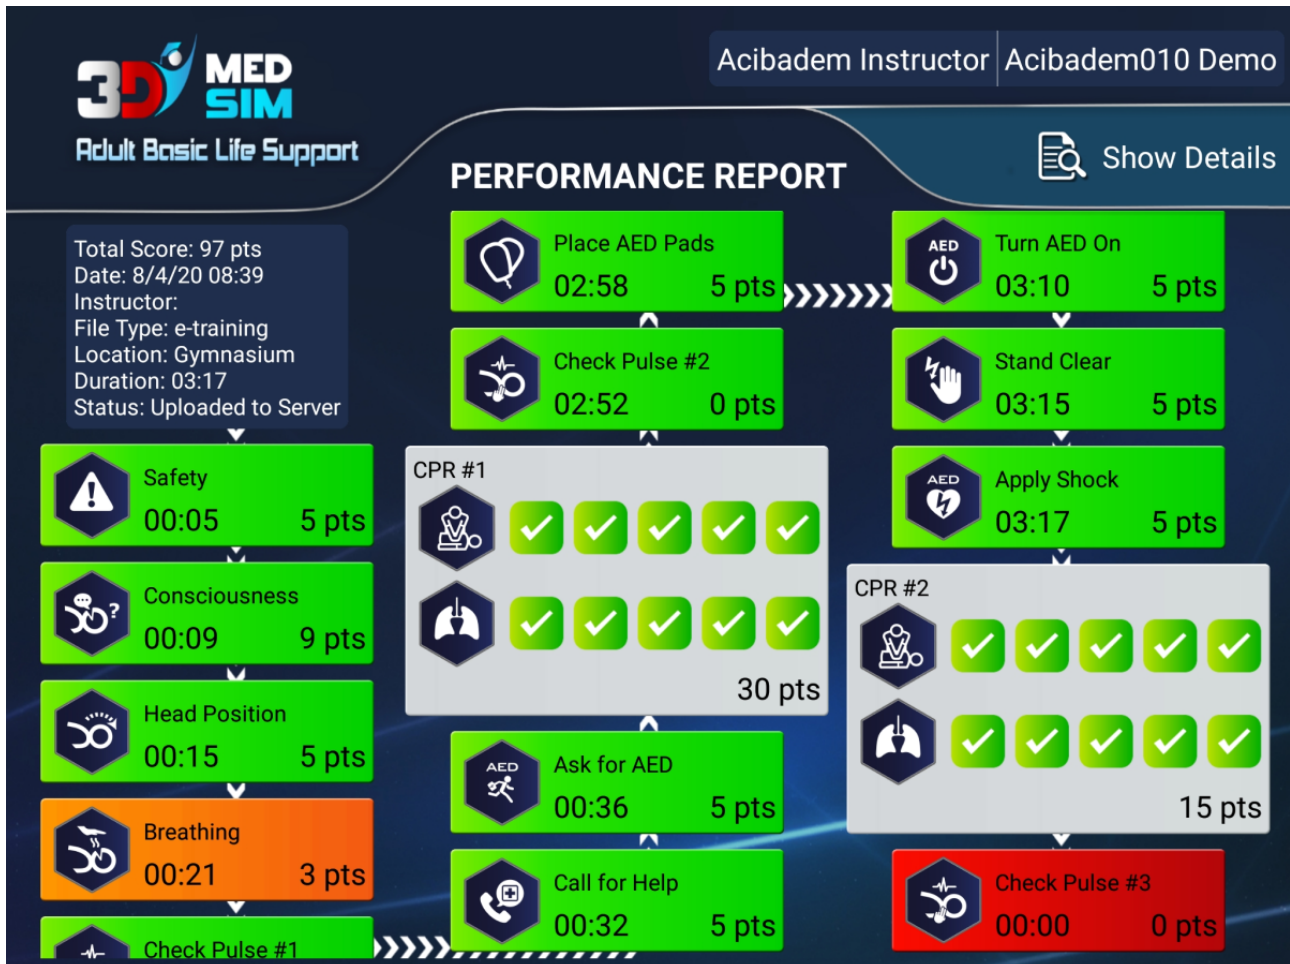 3D MED
SIM
Adult Basic Life Support
Acibadem Instructor
Acibadem010 Demo
Show Details
PERFORMANCE REPORT
Total Score: 97 pts
Date: 8/4/20 08:39
Instructor:
File Type: e-training
Location: Gymnasium
Duration: 03:17
Status: Uploaded to Server
Safety
00:05 5 pts
Consciousness
?
00:09 9 pts
Head Position
00:15 5 pts
Breathing
00:21 3 pts
Check Pulse #1
Call for Help
00:32 5 pts
AED
Ask for AED
00:36 5 pts
CPR #1
30 pts
Check Pulse #2
02:52 0 pts
Place AED Pads
02:58 5 pts
AED
Turn AED On
03:10 5 pts
Stand Clear
03:15 5 pts
AED
Apply Shock
03:17 5 pts
CPR #2
15 pts
Check Pulse #3
00:00 0 pts